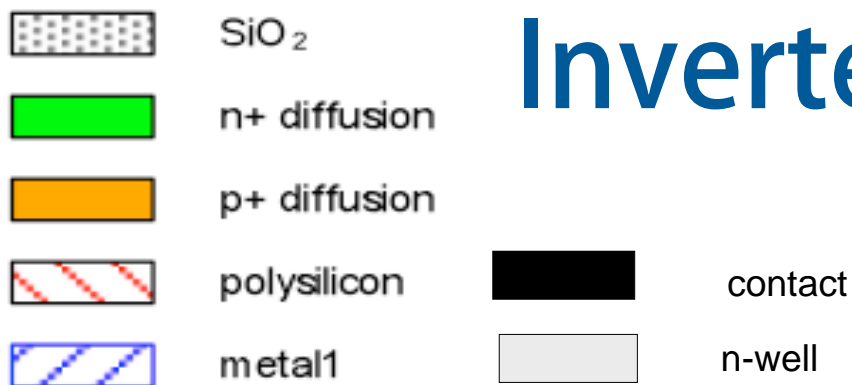 SiO₂
Inverte
n+ diffusion
p+ diffusion
polysilicon
contact
metal1
n-well